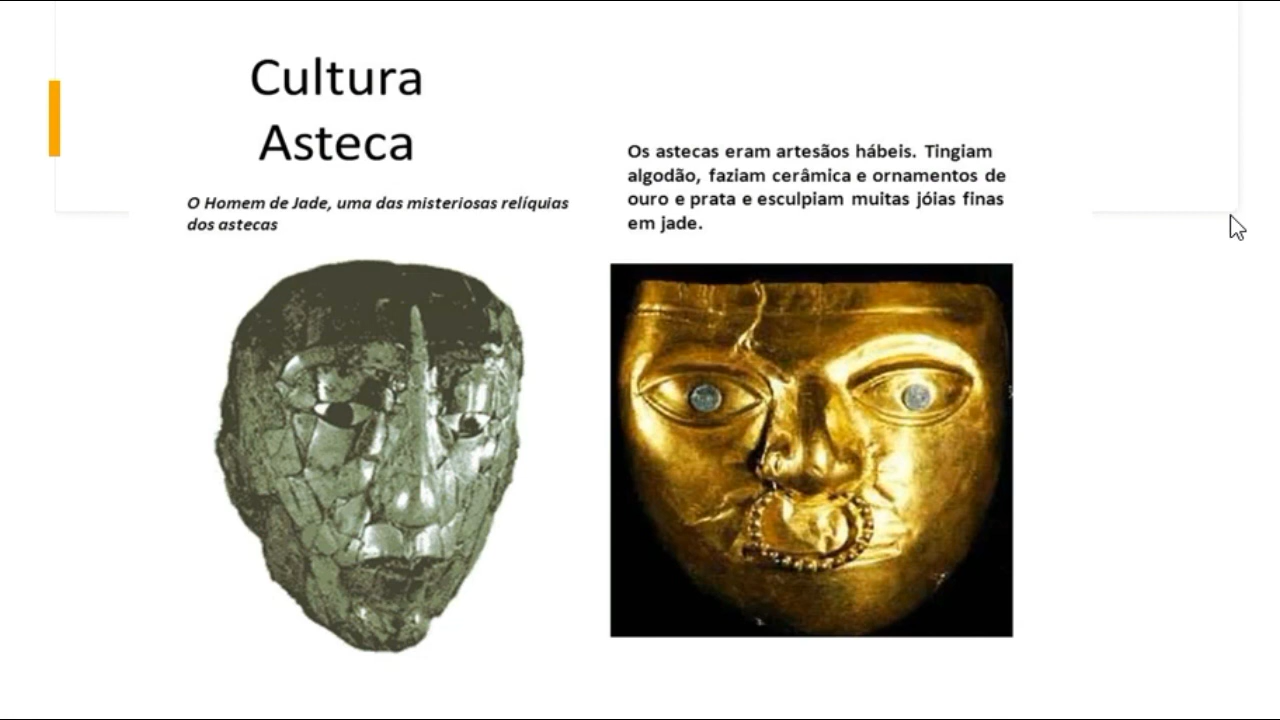 Cultura
Asteca
O Homem de Jade, uma das misteriosas relíquias
dos astecas
Os astecas eram artesãos hábeis. Tingiam
algodão, faziam cerâmica e ornamentos de
ouro e prata e esculpiam muitas jóias finas
em jade.